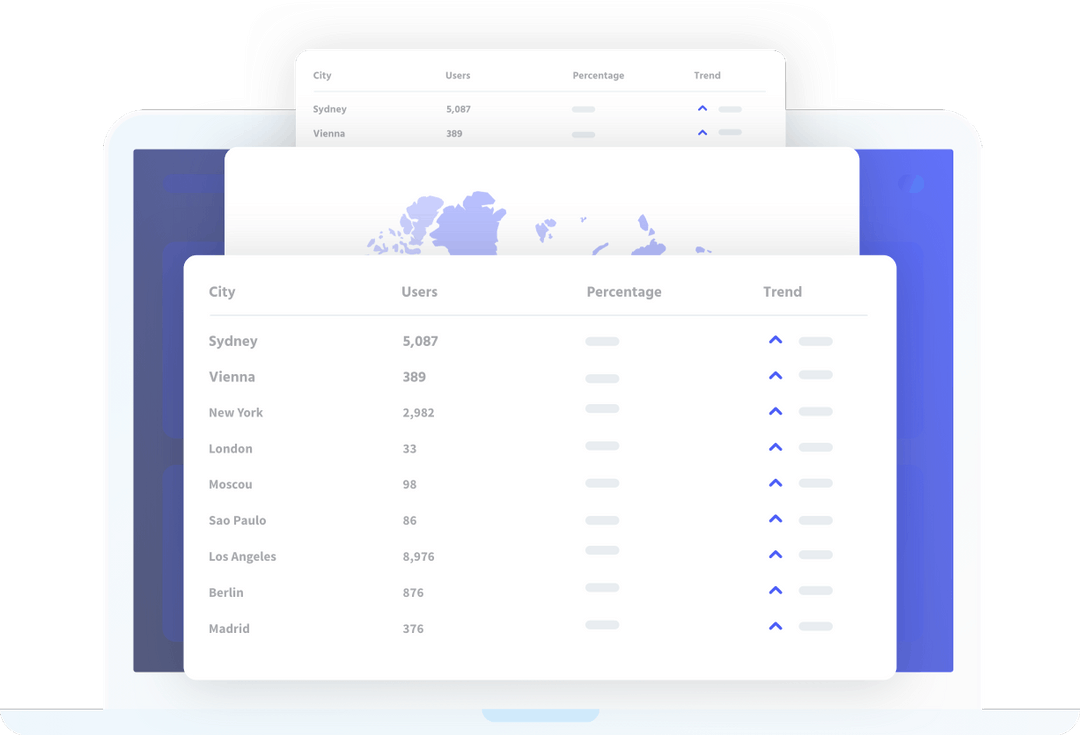 City Users Percentage Trend
Sydney 5,087
Vienna 389
City Users Percentage Trend
Sydney 5,087
Vienna 389
New York 2,982
London 33
Moscou 98
Sao Paulo 86
Los Angeles 8,976
Berlin 876
Madrid 376